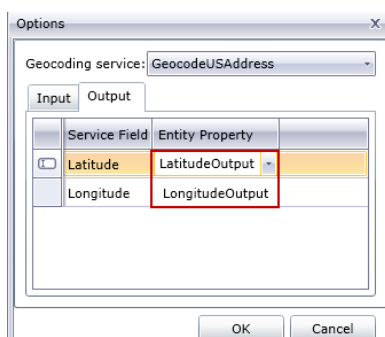 Options x
Geocoding service: GeocodeUSAddress
Input Output
Service Field Entity Property
Latitude LatitudeOutput
Longitude LongitudeOutput
OK Cancel